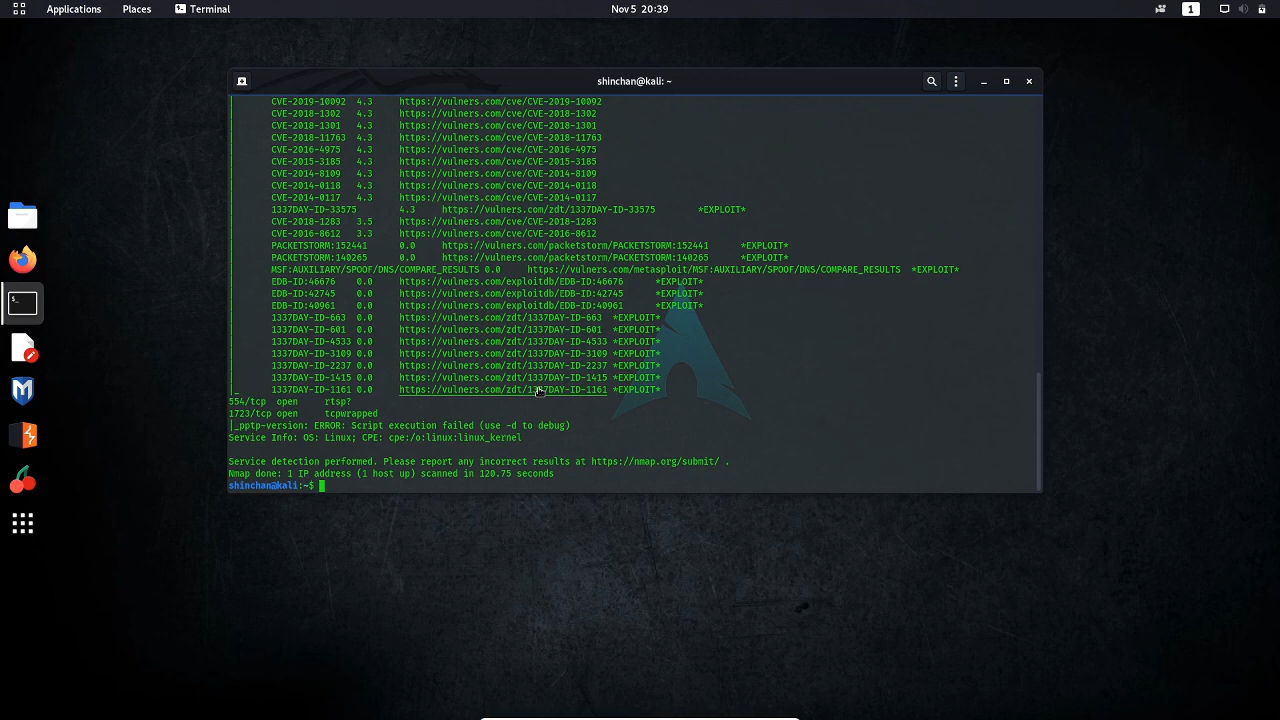 Applications Places Terminal Nov 5 20:39 1
shinchan@kali: ~
| CVE-2019-10092 4.3 https://vulners.com/cve/CVE-2019-10092
| CVE-2018-1302 4.3 https://vulners.com/cve/CVE-2018-1302
| CVE-2018-1301 4.3 https://vulners.com/cve/CVE-2018-1301
| CVE-2018-11763 4.3 https://vulners.com/cve/CVE-2018-11763
| CVE-2016-4975 4.3 https://vulners.com/cve/CVE-2016-4975
| CVE-2015-3185 4.3 https://vulners.com/cve/CVE-2015-3185
| CVE-2014-8109 4.3 https://vulners.com/cve/CVE-2014-8109
| CVE-2014-0118 4.3 https://vulners.com/cve/CVE-2014-0118
| CVE-2014-0117 4.3 https://vulners.com/cve/CVE-2014-0117
| 1337DAY-ID-33575 4.3 https://vulners.com/zdt/1337DAY-ID-33575 *EXPLOIT*
| CVE-2018-1283 3.5 https://vulners.com/cve/CVE-2018-1283
| CVE-2016-8612 3.3 https://vulners.com/cve/CVE-2016-8612
| PACKETSTORM:152441 0.0 https://vulners.com/packetstorm/PACKETSTORM:152441 *EXPLOIT*
| PACKETSTORM:140265 0.0 https://vulners.com/packetstorm/PACKETSTORM:140265 *EXPLOIT*
| MSF:AUXILIARY/SPOOF/DNS/COMPARE_RESULTS 0.0 https://vulners.com/metasploit/MSF:AUXILIARY/SPOOF/DNS/COMPARE_RESULTS *EXPLOIT*
| EDB-ID:46676 0.0 https://vulners.com/exploitdb/EDB-ID:46676 *EXPLOIT*
| EDB-ID:42745 0.0 https://vulners.com/exploitdb/EDB-ID:42745 *EXPLOIT*
| EDB-ID:40961 0.0 https://vulners.com/exploitdb/EDB-ID:40961 *EXPLOIT*
| 1337DAY-ID-663 0.0 https://vulners.com/zdt/1337DAY-ID-663 *EXPLOIT*
| 1337DAY-ID-601 0.0 https://vulners.com/zdt/1337DAY-ID-601 *EXPLOIT*
| 1337DAY-ID-4533 0.0 https://vulners.com/zdt/1337DAY-ID-4533 *EXPLOIT*
| 1337DAY-ID-3109 0.0 https://vulners.com/zdt/1337DAY-ID-3109 *EXPLOIT*
| 1337DAY-ID-2237 0.0 https://vulners.com/zdt/1337DAY-ID-2237 *EXPLOIT*
| 1337DAY-ID-1415 0.0 https://vulners.com/zdt/1337DAY-ID-1415 *EXPLOIT*
|_ 1337DAY-ID-1161 0.0 https://vulners.com/zdt/1337DAY-ID-1161 *EXPLOIT*
554/tcp open rtsp?
1723/tcp open tcpwrapped
|_pptp-version: ERROR: Script execution failed (use -d to debug)
Service Info: OS: Linux; CPE: cpe:/o:linux:linux_kernel
Service detection performed. Please report any incorrect results at https://nmap.org/submit/ .
Nmap done: 1 IP address (1 host up) scanned in 120.75 seconds
shinchan@kali:~$